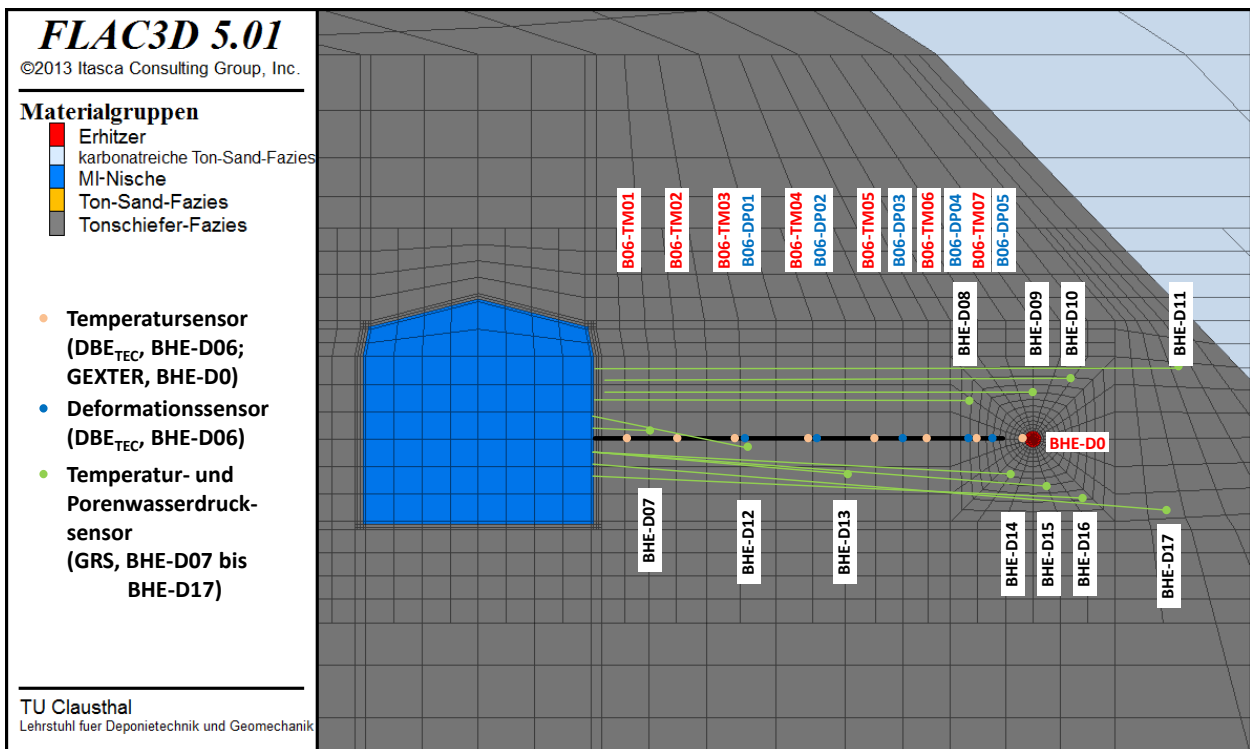 FLAC3D 5.01
©2013 Itasca Consulting Group, Inc.
Materialgruppen
Erhitzer
karbonatreiche Ton-Sand-Fazies
MI-Nische
Ton-Sand-Fazies
Tonschiefer-Fazies
Temperatursensor
(DBETEC, BHE-D06;
GEXTER, BHE-D0)
Deformationssensor
(DBETEC, BHE-D06)
Temperatur- und
Porenwasserdruck-
sensor
(GRS, BHE-D07 bis
BHE-D17)
TU Clausthal
Lehrstuhl fuer Deponietechnik und Geomechanik
B06-TM01
B06-TM02
B06-TM03
B06-DP01
B06-TM04
B06-DP02
B06-TM05
B06-DP03
B06-TM06
B06-DP04
B06-TM07
B06-DP05
BHE-D08
BHE-D09
BHE-D10
BHE-D11
BHE-D0
BHE-D07
BHE-D12
BHE-D13
BHE-D14
BHE-D15
BHE-D16
BHE-D17